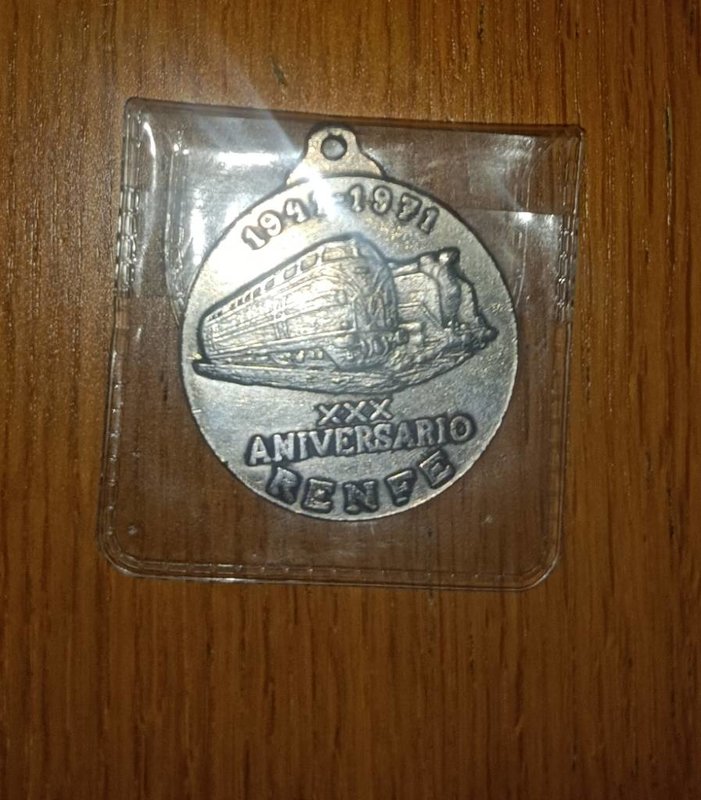 1941-1971
XXX
ANIVERSARIO
RENFE